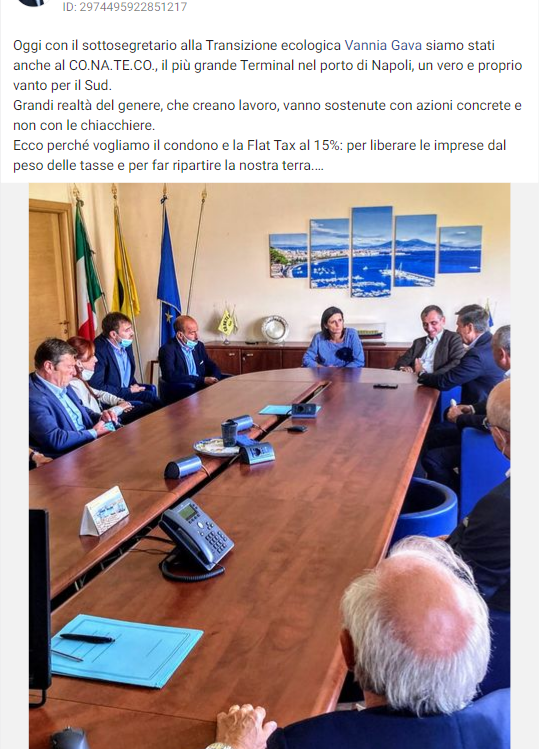 ID: 2974495922851217
Oggi con il sottosegretario alla Transizione ecologica Vannia Gava siamo stati
anche al CO.NA.TE.CO., il più grande Terminal nel porto di Napoli, un vero e proprio
vanto per il Sud.
Grandi realtà del genere, che creano lavoro, vanno sostenute con azioni concrete e
non con le chiacchiere.
Ecco perché vogliamo il condono e la Flat Tax al 15%: per liberare le imprese dal
peso delle tasse e per far ripartire la nostra terra....